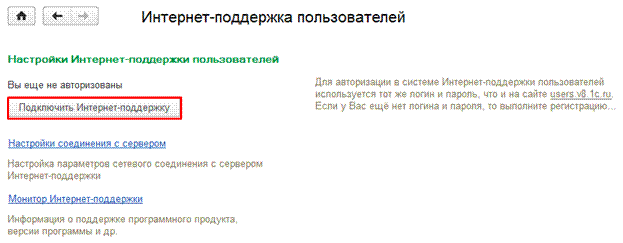 Интернет-поддержка пользователей
Настройки Интернет-поддержки пользователей
Вы еще не авторизованы
Подключить Интернет-поддержку
Для авторизации в системе Интернет-поддержки пользователей
используется тот же логин и пароль, что и на сайте users.v8.1c.ru.
Если у Вас ещё нет логина и пароля, то выполните регистрацию...
Настройки соединения с сервером
Настройка параметров сетевого соединения с сервером
Интернет-поддержки
Монитор Интернет-поддержки
Информация о поддержке программного продукта,
версии программы и др.